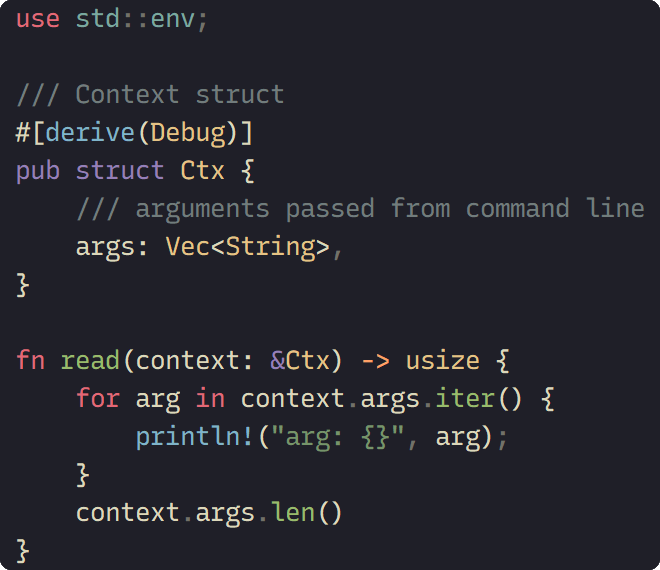 use std::env;

/// Context struct
#[derive(Debug)]
pub struct Ctx {
    /// arguments passed from command line
    args: Vec<String>,
}

fn read(context: &Ctx) -> usize {
    for arg in context.args.iter() {
        println!("arg: {}", arg);
    }
    context.args.len()
}